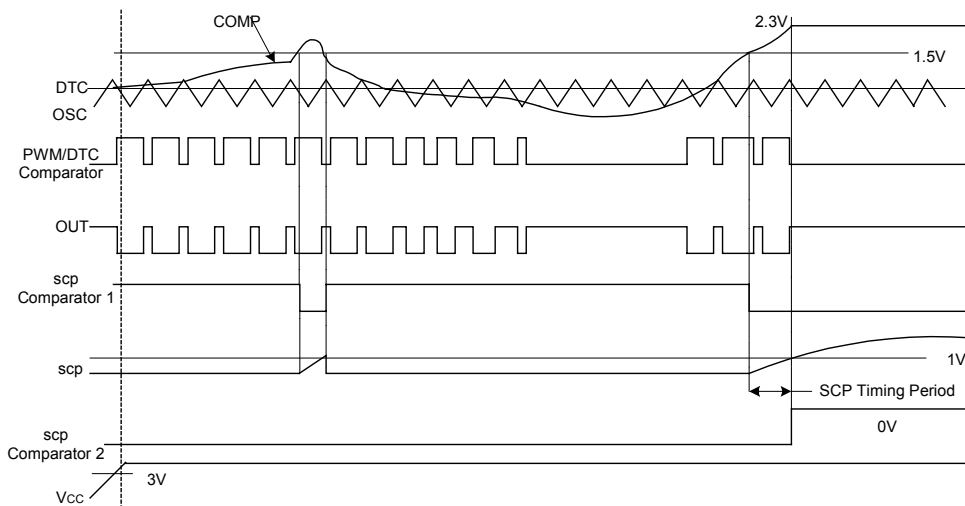 COMP
2.3V
1.5V
DTC
OSC
PWM/DTC
Comparator
OUT
scp
Comparator 1
scp
1V
SCP Timing Period
scp
Comparator 2
0V
3V
VCC